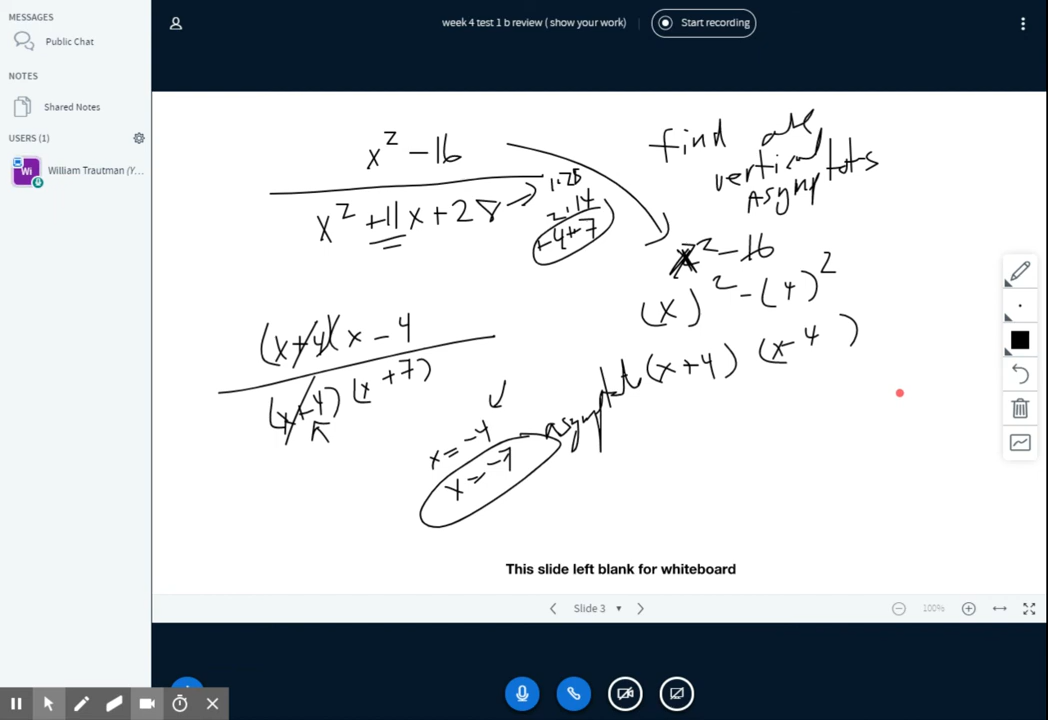 MESSAGES
Public Chat
NOTES
Shared Notes
USERS (1)
Wi
William Trautman (Y...
week 4 test 1 b review ( show your work)
Start recording
x² - 16
x² + 11x + 28
1.28
2.14
+4+7
find all
vertical
Asymptots
x² - 16
(x)² - (4)²
(x+4) (x-4)
(x+4)(x - 4
(x+4) (x+7)
x = -4
x = -7
This slide left blank for whiteboard
Slide 3
100%